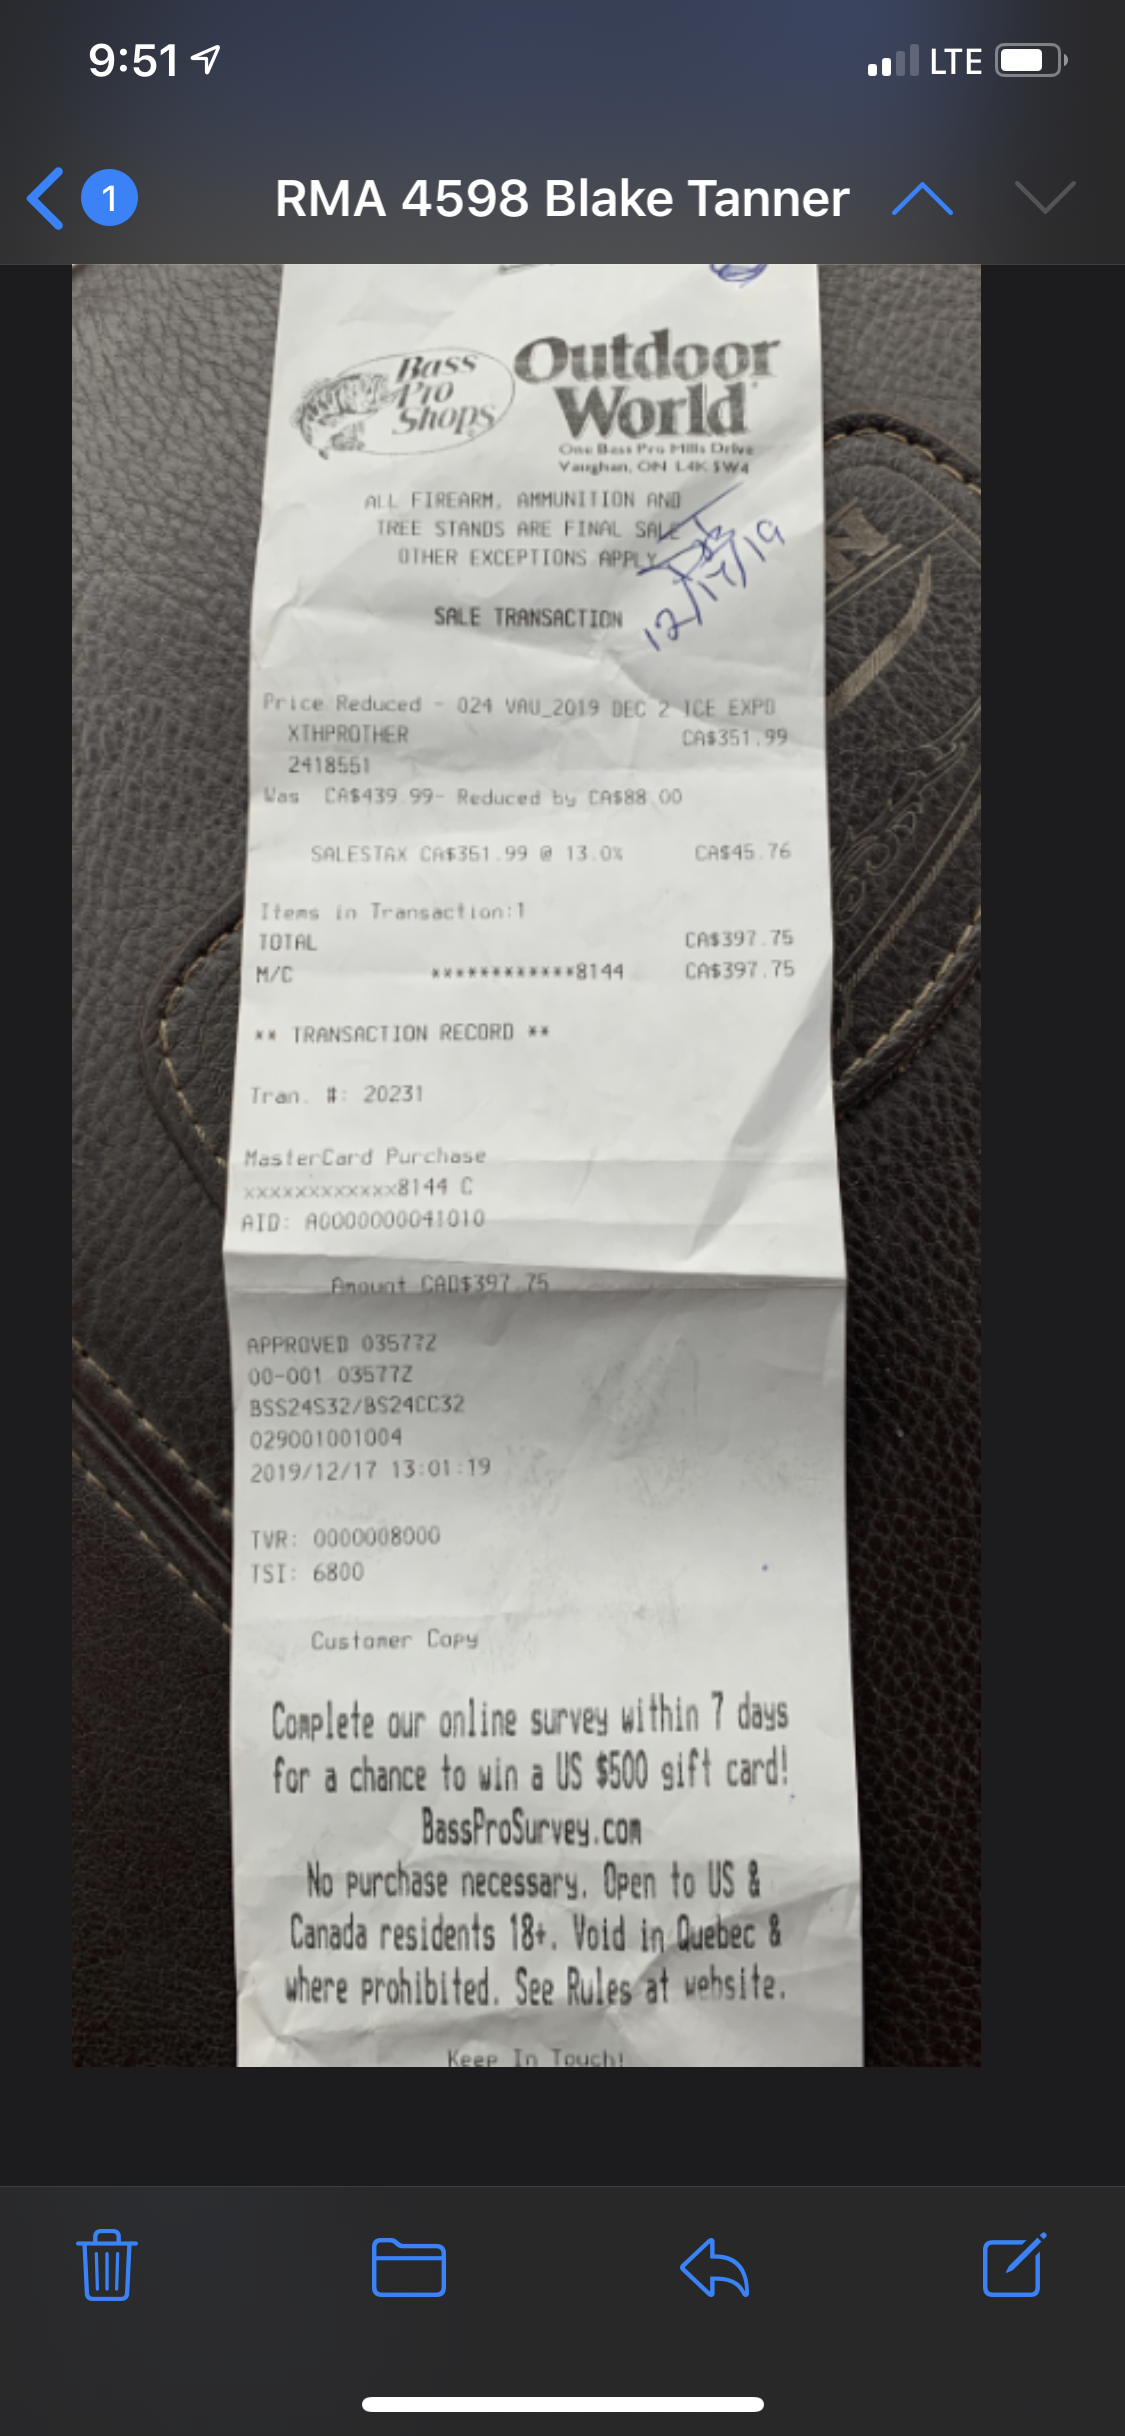 9:51
LTE
1
RMA 4598 Blake Tanner
Bass
Pro
Shops
Outdoor
World
One Bass Pro Mills Drive
Vaughan, ON L4K 5W4
ALL FIREARM, AMMUNITION AND
TREE STANDS ARE FINAL SALE
OTHER EXCEPTIONS APPLY
12/17/19
SALE TRANSACTION
Price Reduced - 024 VAU_2019 DEC 2 ICE EXPO
XTHPROTHER CA$351.99
2418551
Was CA$439.99- Reduced by CA$88.00
SALESTAX CA$351.99 @ 13.0% CA$45.76
Items in Transaction:1
TOTAL CA$397.75
M/C ************8144 CA$397.75
** TRANSACTION RECORD **
Tran. #: 20231
MasterCard Purchase
xxxxxxxxxxxx8144 C
AID: A0000000041010
Amount CAD$397.75
APPROVED 03577Z
00-001 03577Z
BSS24S32/BS24CC32
029001001004
2019/12/17 13:01:19
TVR: 0000008000
TSI: 6800
Customer Copy
Complete our online survey within 7 days
for a chance to win a US $500 gift card!
BassProSurvey.com
No purchase necessary. Open to US &
Canada residents 18+. Void in Quebec &
where prohibited. See Rules at website.
Keep In Touch!